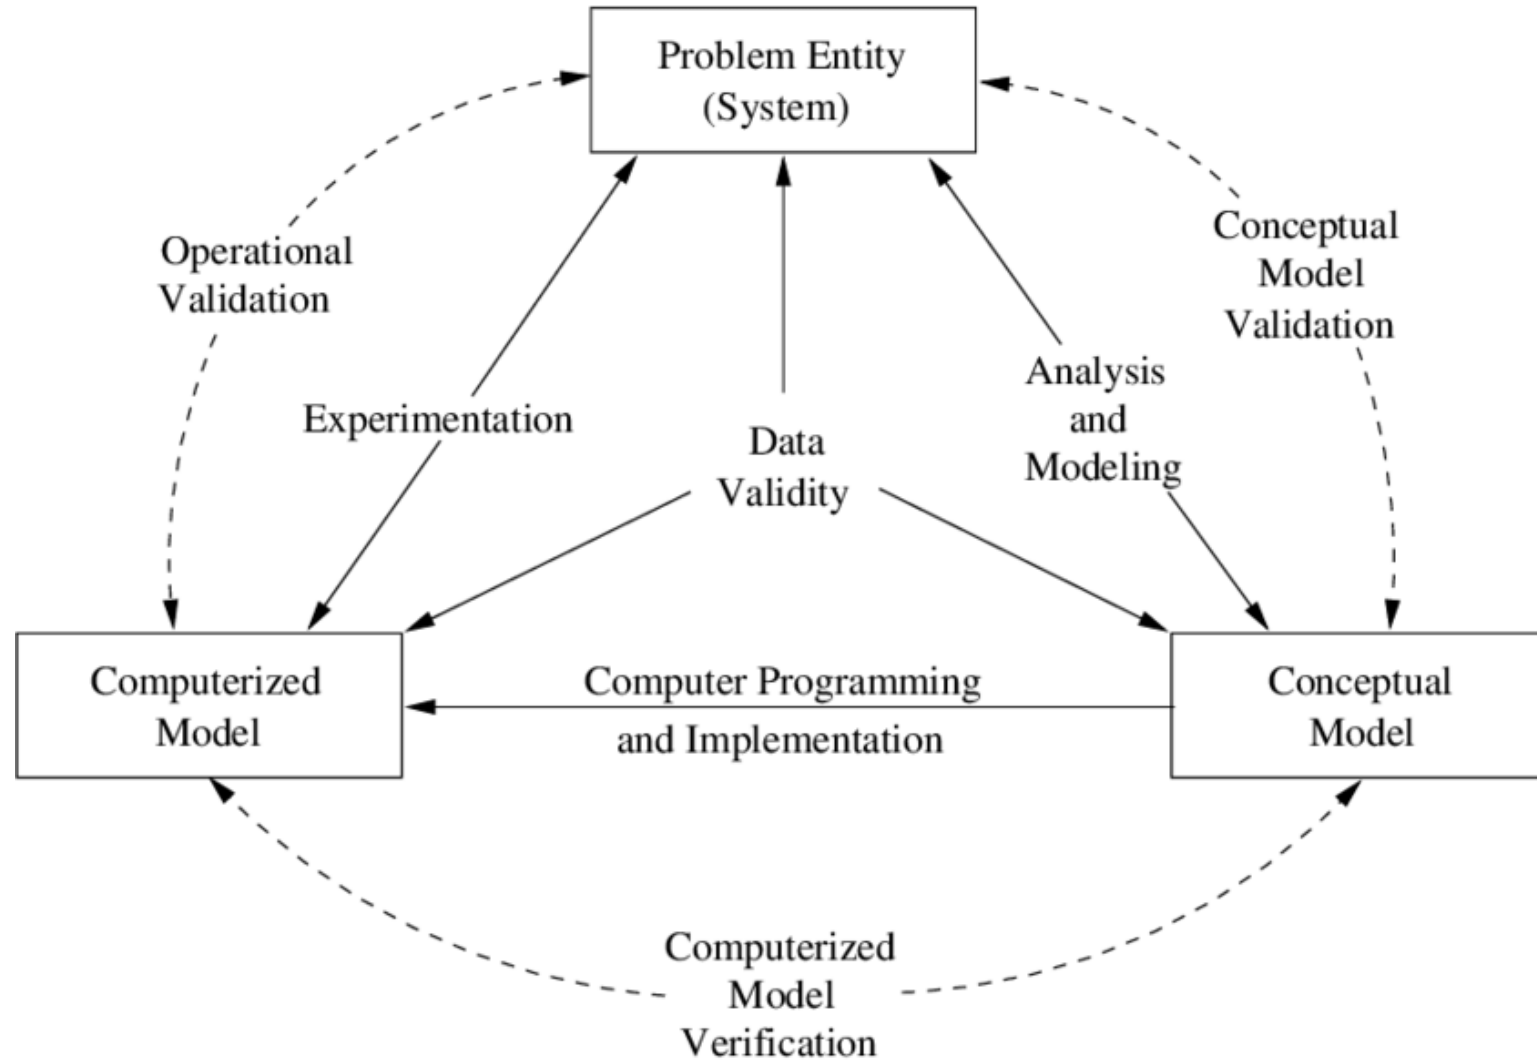 Problem Entity
(System)
Operational
Validation
Conceptual
Model
Validation
Experimentation
Data
Validity
Analysis
and
Modeling
Computerized
Model
Computer Programming
and Implementation
Conceptual
Model
Computerized
Model
Verification